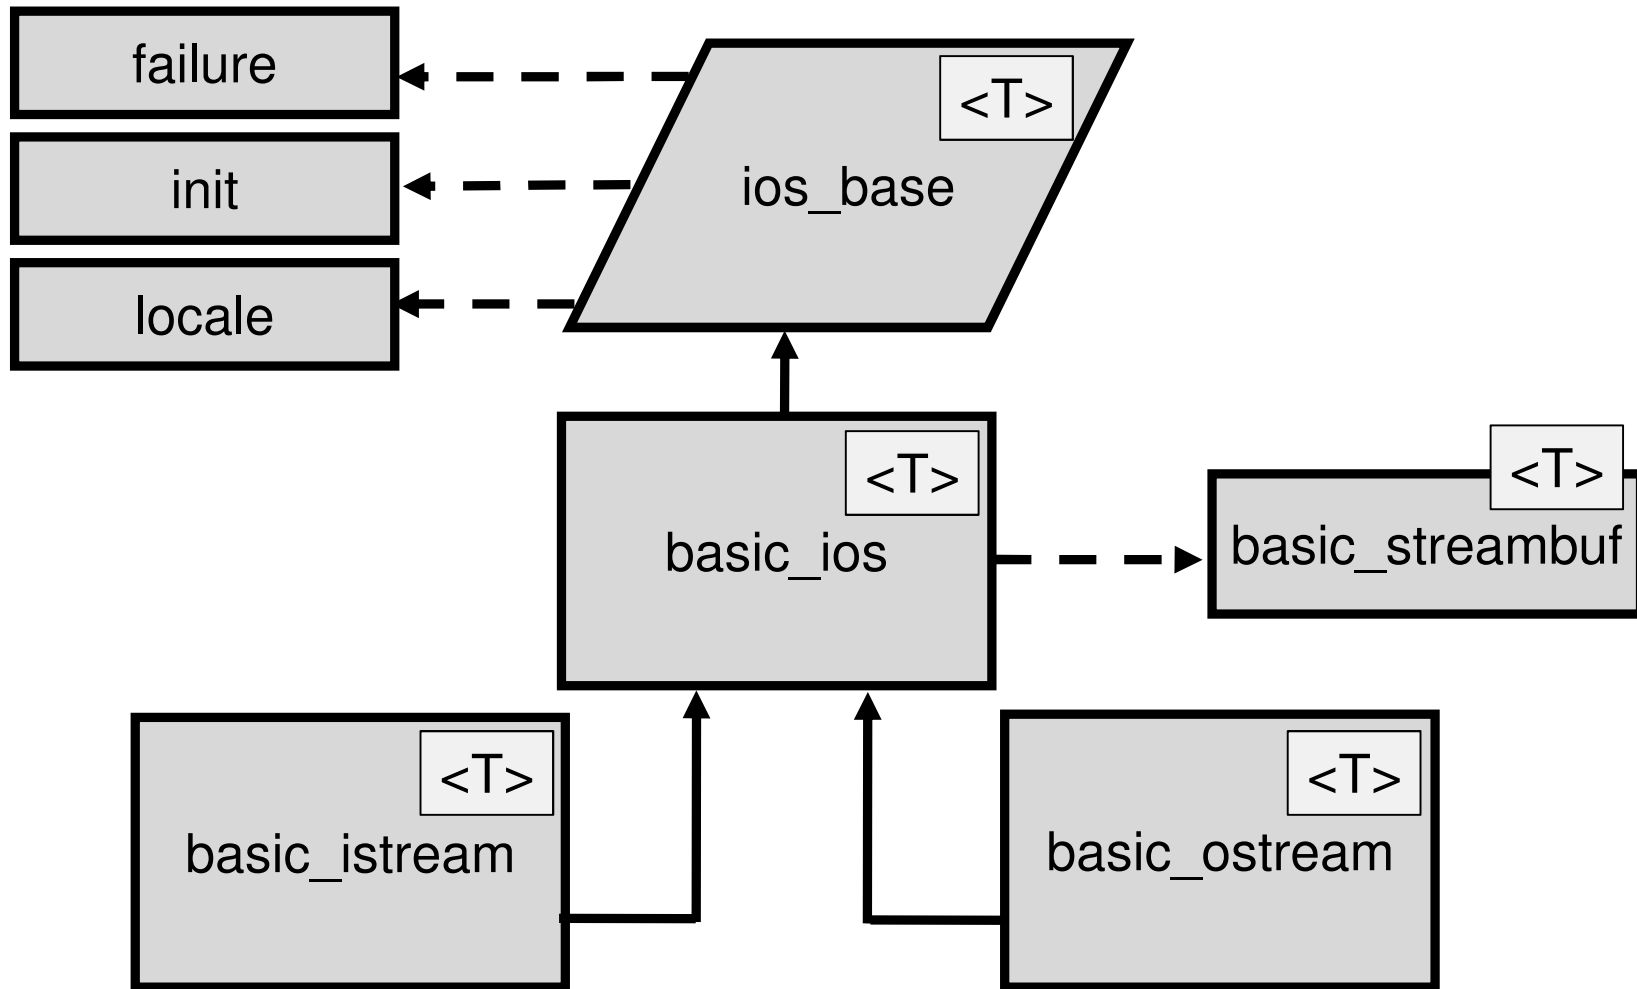 failure
<T>
ios_base
init
locale
<T>
basic_ios
<T>
basic_streambuf
<T>
basic_istream
<T>
basic_ostream